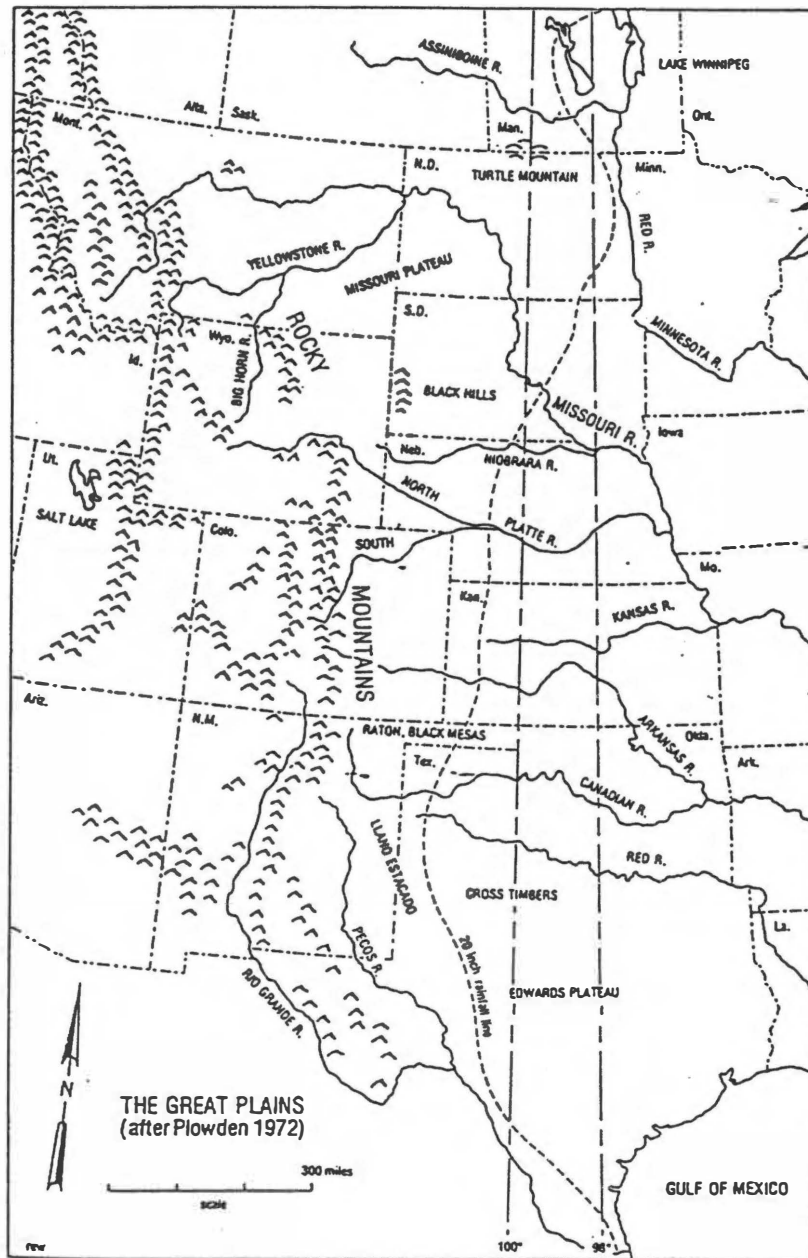 ASSINIBOINE R.
LAKE WINNIPEG
Alta.
Sask.
Mont.
Man.
Ont.
N.D.
TURTLE MOUNTAIN
Minn.
RED R.
YELLOWSTONE R.
MISSOURI PLATEAU
S.D.
MINNESOTA R.
Wyo.
ROCKY
Id.
BIG HORN R.
BLACK HILLS
MISSOURI R.
Iowa
Ut.
Neb.
NIOBRARA R.
NORTH
SALT LAKE
Colo.
SOUTH
PLATTE R.
Mo.
Kan.
KANSAS R.
MOUNTAINS
Ariz.
N.M.
RATON, BLACK MESAS
Okla.
ARKANSAS R.
Tex.
Ark.
CANADIAN R.
LLANO ESTACADO
RED R.
CROSS TIMBERS
La.
PECOS R.
20 inch rainfall line
EDWARDS PLATEAU
RIO GRANDE R.
N
THE GREAT PLAINS
(after Plowden 1972)
300 miles
scale
GULF OF MEXICO
100°
98°